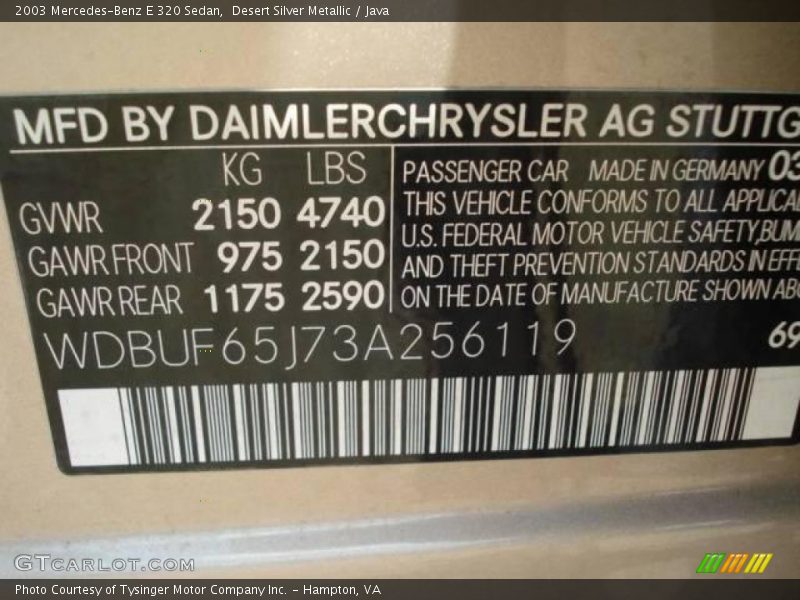 2003 Mercedes-Benz E 320 Sedan,  Desert Silver Metallic / Java
MFD BY DAIMLERCHRYSLER AG STUTTG
KG LBS
GVWR 2150 4740
GAWR FRONT 975 2150
GAWR REAR 1175 2590
PASSENGER CAR MADE IN GERMANY 03
THIS VEHICLE CONFORMS TO ALL APPLICA
U.S. FEDERAL MOTOR VEHICLE SAFETY,BUM
AND THEFT PREVENTION STANDARDS IN EFF
ON THE DATE OF MANUFACTURE SHOWN AB
WDBUF65J73A256119
69
GTCARLOT.COM
Photo Courtesy of Tysinger Motor Company Inc. - Hampton, VA